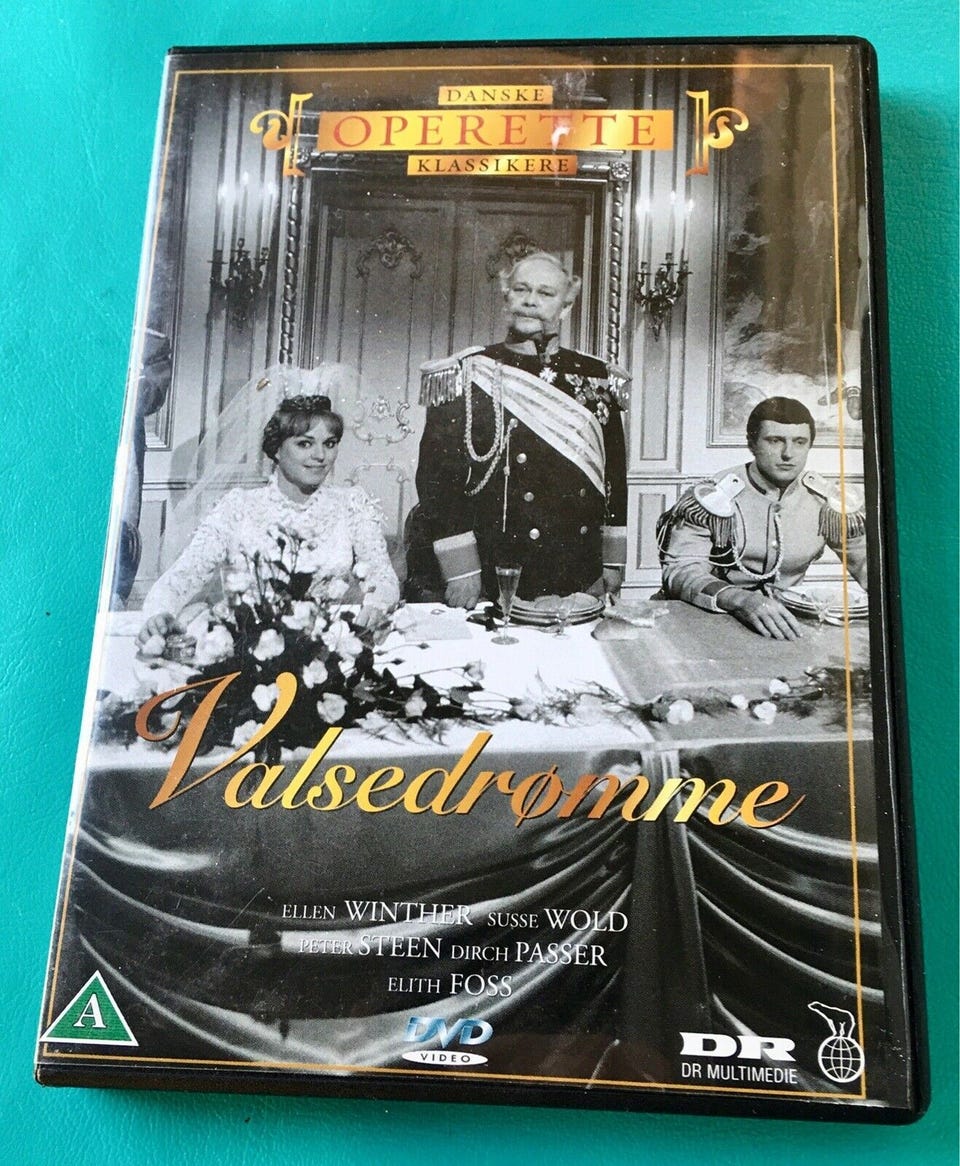 DANSKE
OPERETTE
KLASSIKERE
Valsedrømme
ELLEN WINTHER SUSSE WOLD
PETER STEEN DIRCH PASSER
ELITH FOSS
A
DVD
VIDEO
DR
DR MULTIMEDIE